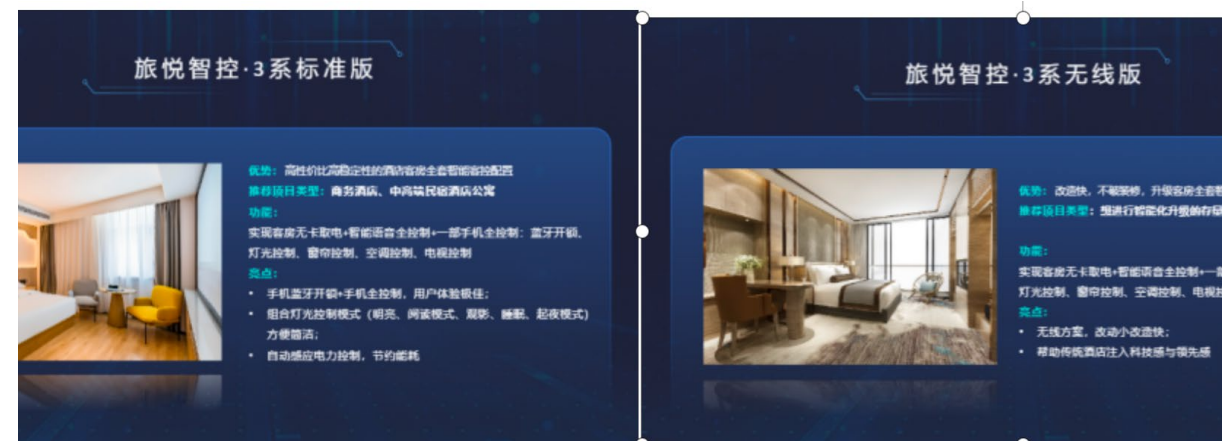 旅悦智控·3系标准版
优势：高性价比高稳定性的酒店客房全套智能客控配置
推荐项目类型：商务酒店、中高端民宿酒店公寓
功能：
实现客房无卡取电+智能语音全控制+一部手机全控制：蓝牙开锁、
灯光控制、窗帘控制、空调控制、电视控制
亮点：
• 手机蓝牙开锁+手机全控制，用户体验极佳；
• 组合灯光控制模式（明亮、阅读模式、观影、睡眠、起夜模式）
方便简洁；
• 自动感应电力控制，节约能耗
旅悦智控·3系无线版
优势：改造快，不破装修，升级客房全套
推荐项目类型：想进行智能化升级的存
功能：
实现客房无卡取电+智能语音全控制+一
灯光控制、窗帘控制、空调控制、电视
亮点：
• 无线方案，改动小改造快；
• 帮助传统酒店注入科技感与领先感